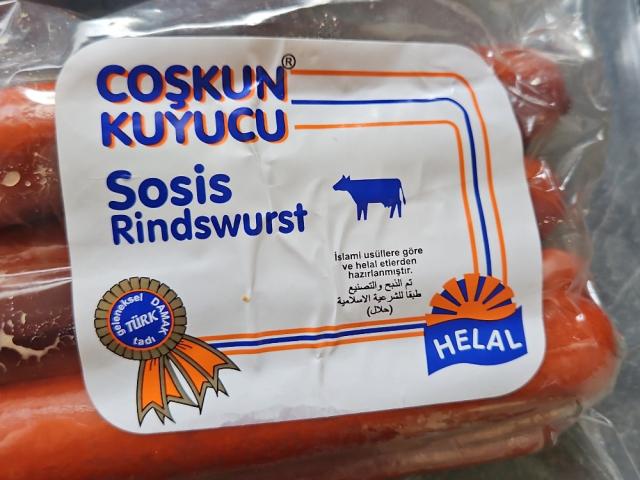 COŞKUN®
KUYUCU
Sosis
Rindswurst
İslami usüllere göre
ve helal etlerden
hazırlanmıştır.
تم الذبح والتصنيع
طبقا للشرعية الاسلامية
(حلال)
geleneksel
TÜRK
DAMAK
tadı
HELAL